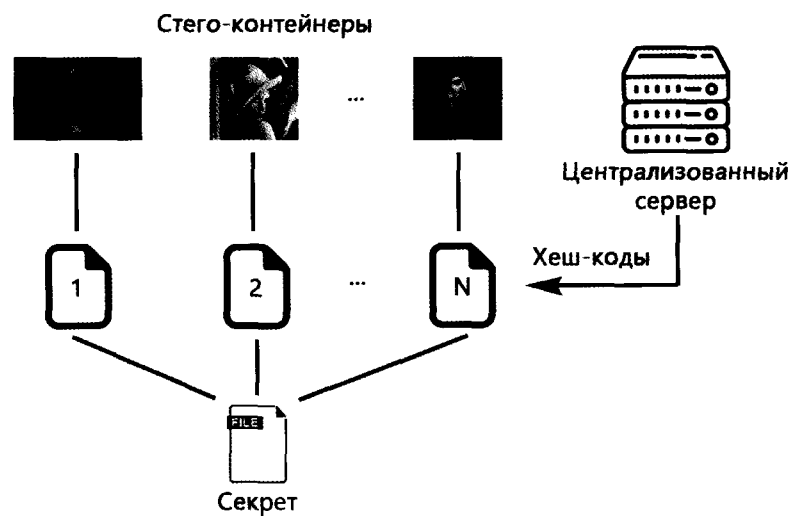 Стего-контейнеры
...
Централизованный
сервер
Хеш-коды
1
2
...
N
FILE
Секрет